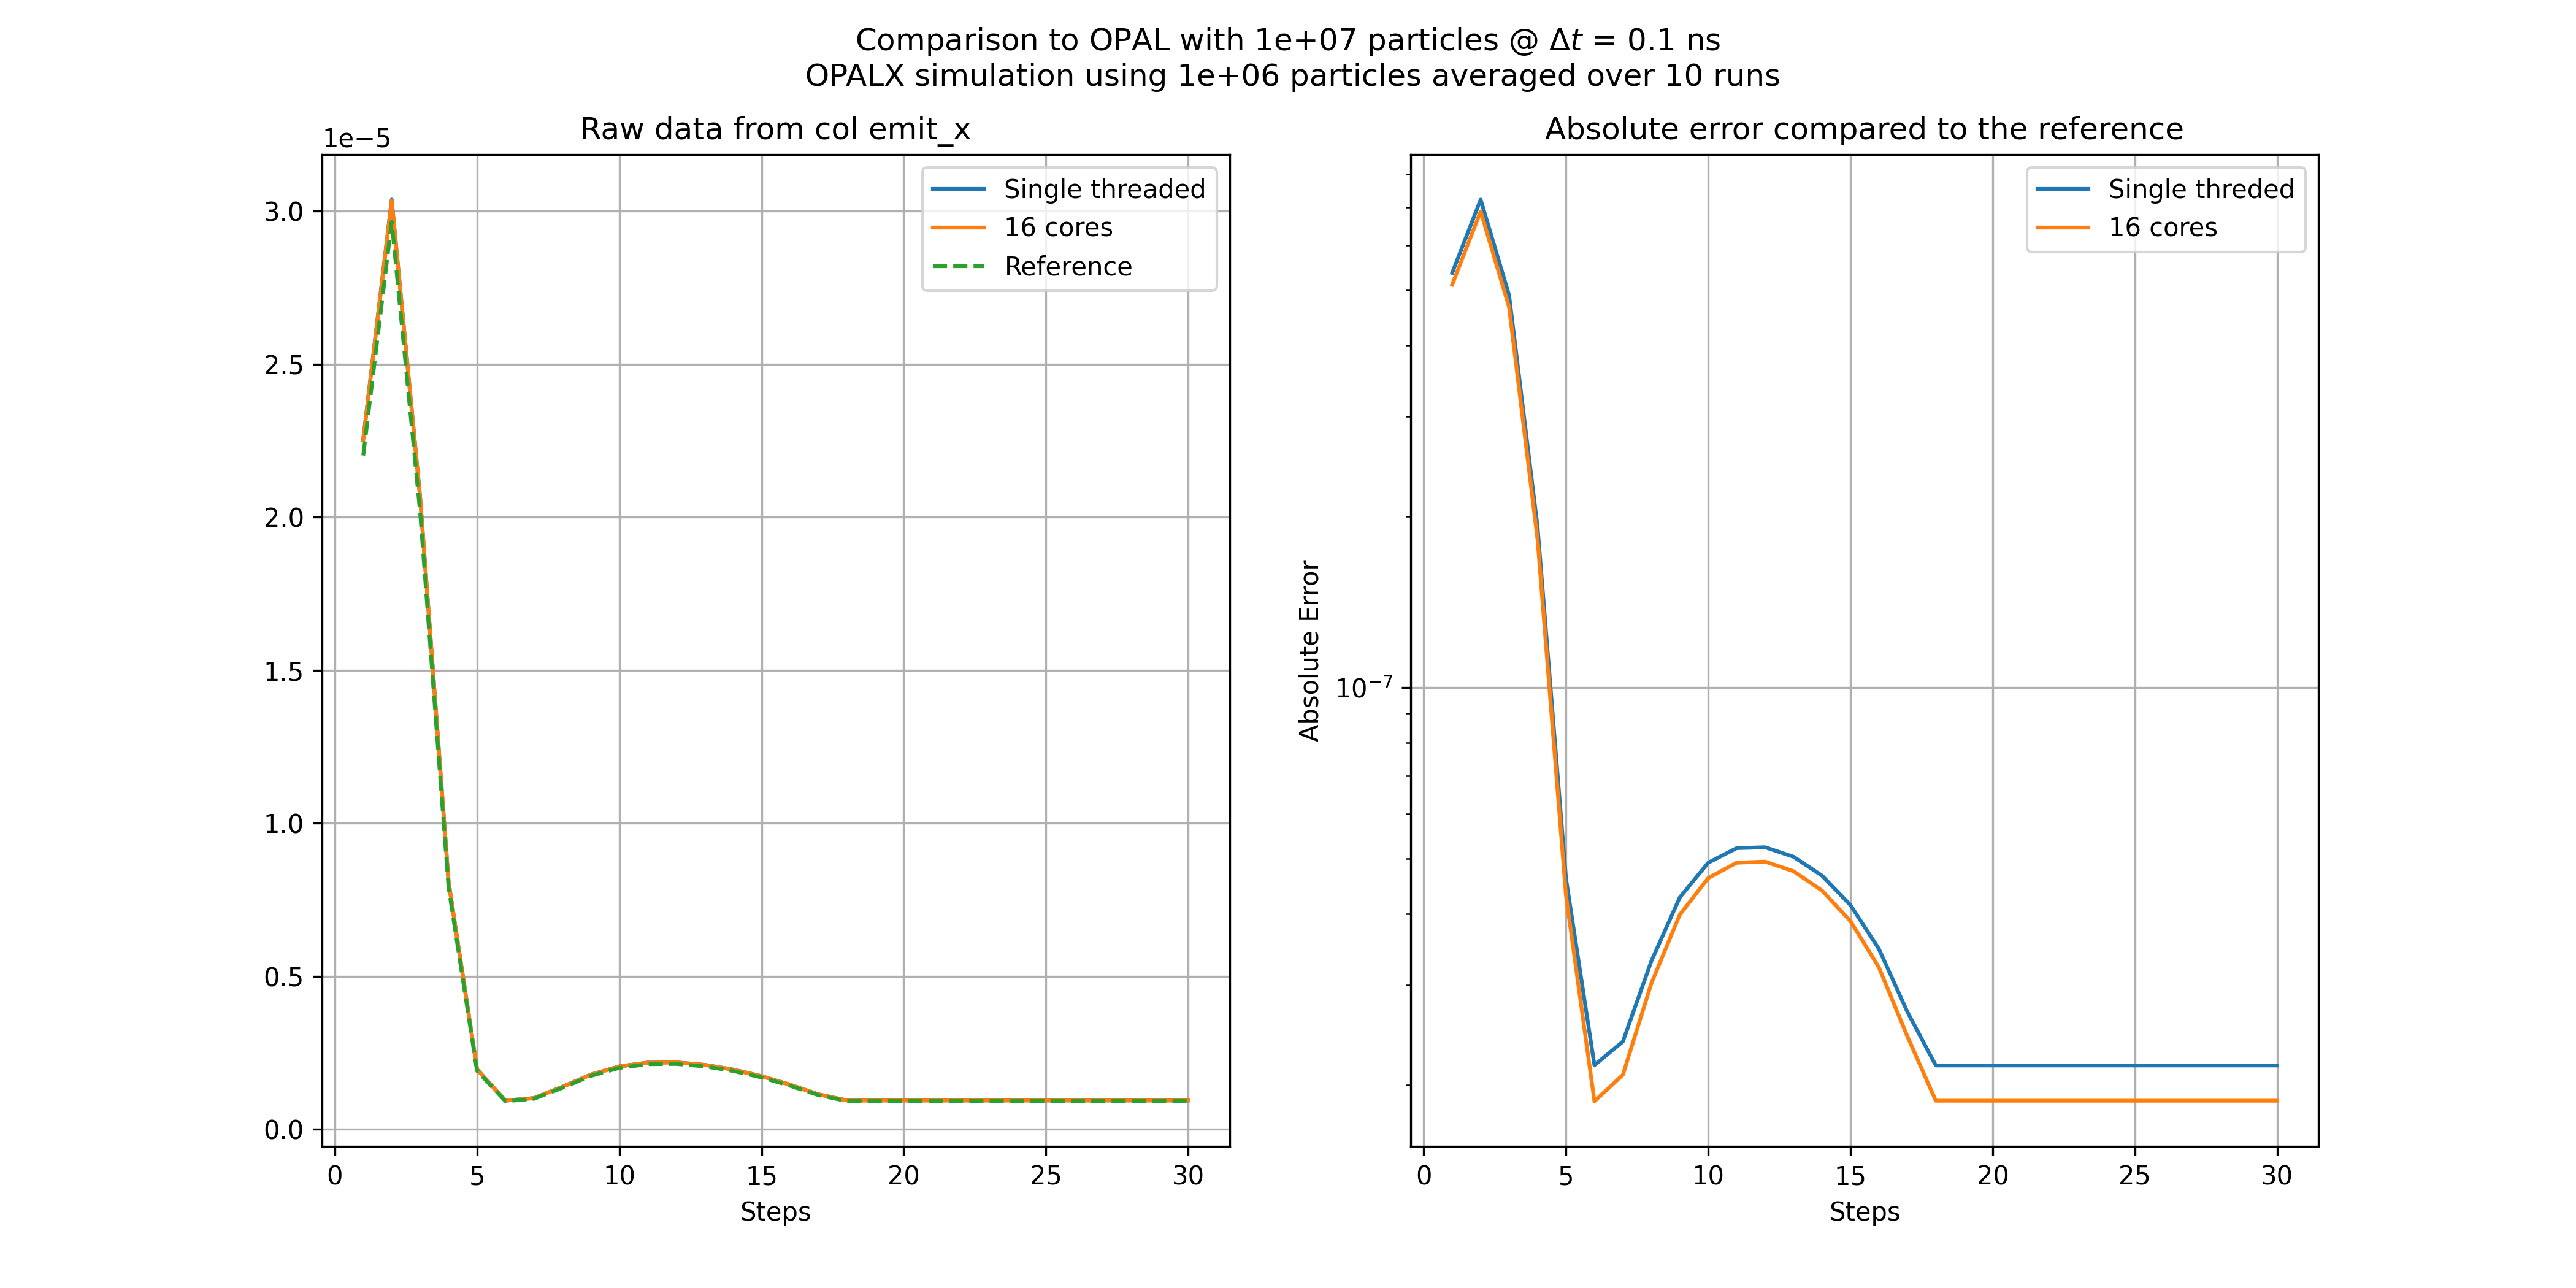 Comparison to OPAL with 1e+07 particles @ Δt = 0.1 ns
OPALX simulation using 1e+06 particles averaged over 10 runs
Raw data from col emit_x
1e−5
3.0
2.5
2.0
1.5
1.0
0.5
0.0
0 5 10 15 20 25 30
Steps
Single threaded
16 cores
Reference
Absolute error compared to the reference
Absolute Error
10⁻⁷
0 5 10 15 20 25 30
Steps
Single threded
16 cores